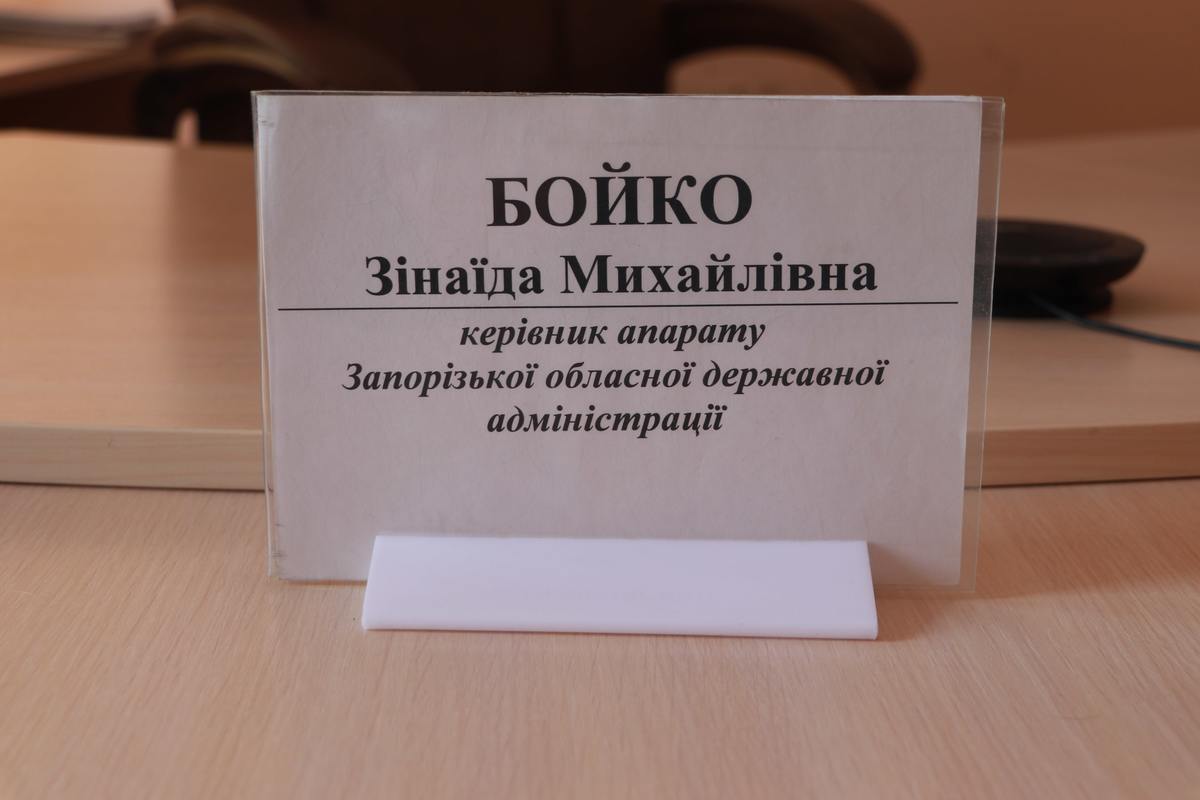 БОЙКО
Зінаїда Михайлівна
керівник апарату
Запорізької обласної державної
адміністрації